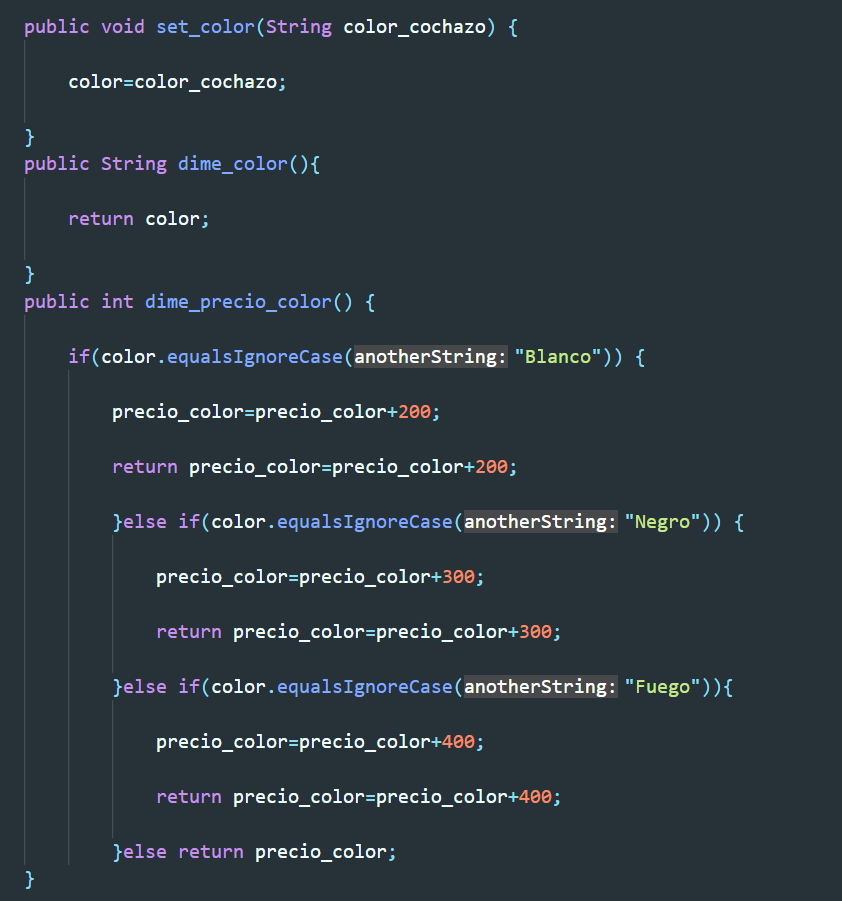 public void set_color(String color_cochazo) {
color=color_cochazo;
}
public String dime_color(){
return color;
}
public int dime_precio_color() {
if(color.equalsIgnoreCase(anotherString: "Blanco")) {
precio_color=precio_color+200;
return precio_color=precio_color+200;
}else if(color.equalsIgnoreCase(anotherString: "Negro")) {
precio_color=precio_color+300;
return precio_color=precio_color+300;
}else if(color.equalsIgnoreCase(anotherString: "Fuego")){
precio_color=precio_color+400;
return precio_color=precio_color+400;
}else return precio_color;
}